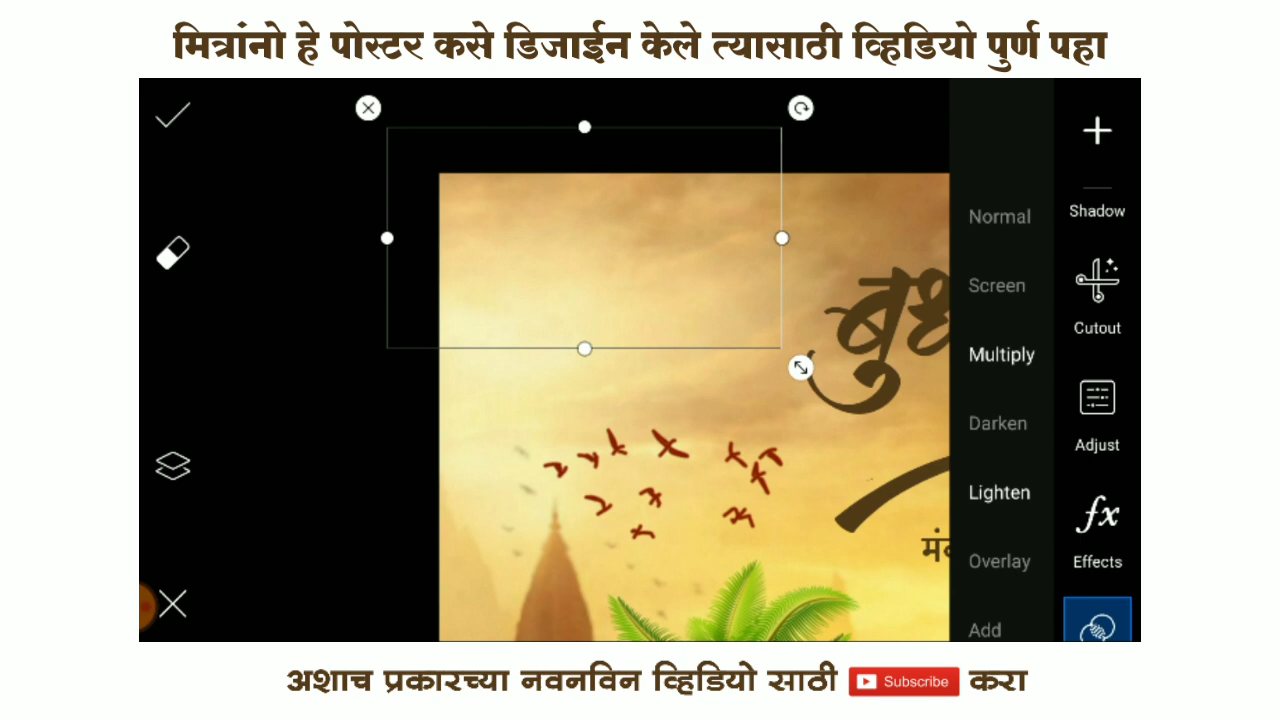 मित्रांनो हे पोस्टर कसे डिजाईन केले त्यासाठी व्हिडियो पुर्ण पहा
Normal
Screen
Multiply
Darken
Lighten
Overlay
Add
Shadow
Cutout
Adjust
fx
Effects
अशाच प्रकारच्या नवनविन व्हिडियो साठी Subscribe करा